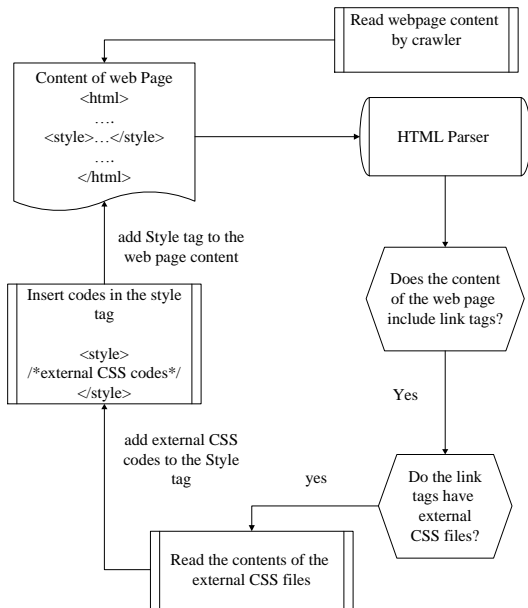 Read webpage content
by crawler
Content of web Page
<html>
….
<style>…</style>
….
</html>
HTML Parser
add Style tag to the
web page content
Does the content
of the web page
include link tags?
Insert codes in the style
tag
<style>
/*external CSS codes*/
</style>
Yes
add external CSS
codes to the Style
tag
Do the link
tags have
external
CSS files?
yes
Read the contents of the
external CSS files